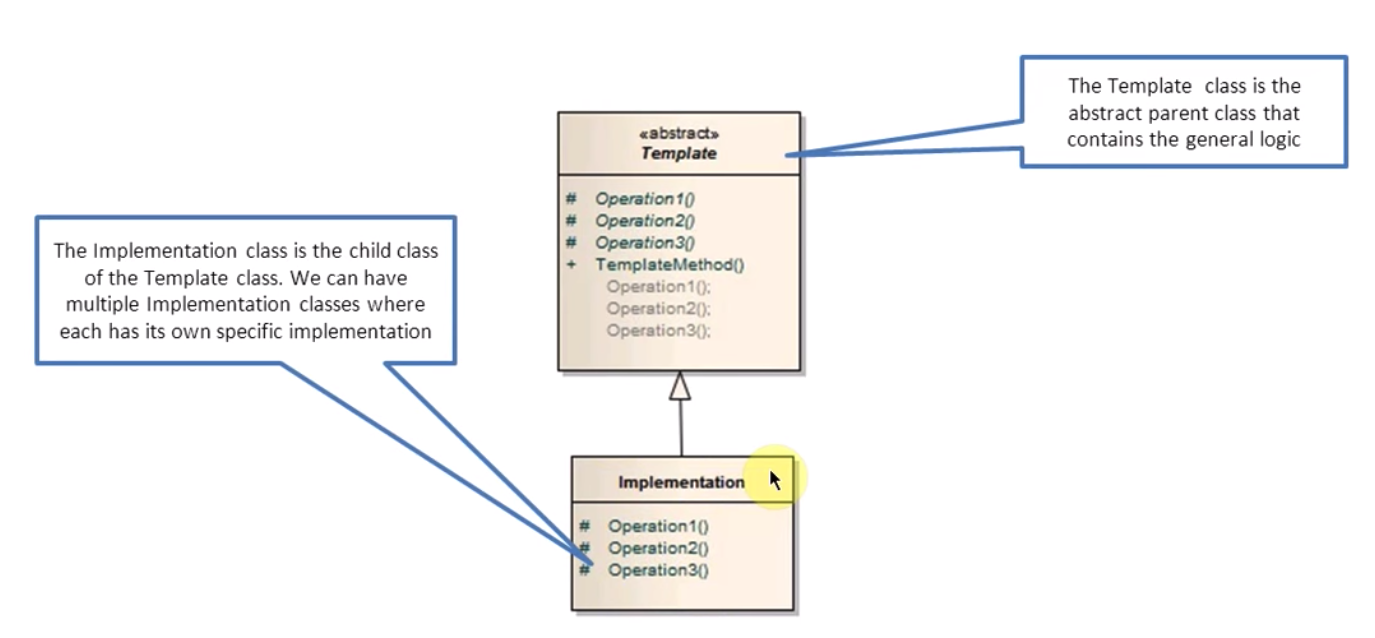 The Template class is the
abstract parent class that
contains the general logic
«abstract»
Template
# Operation1()
# Operation2()
# Operation3()
+ TemplateMethod()
Operation1();
Operation2();
Operation3();
The Implementation class is the child class
of the Template class. We can have
multiple Implementation classes where
each has its own specific implementation
Implementation
# Operation1()
# Operation2()
# Operation3()